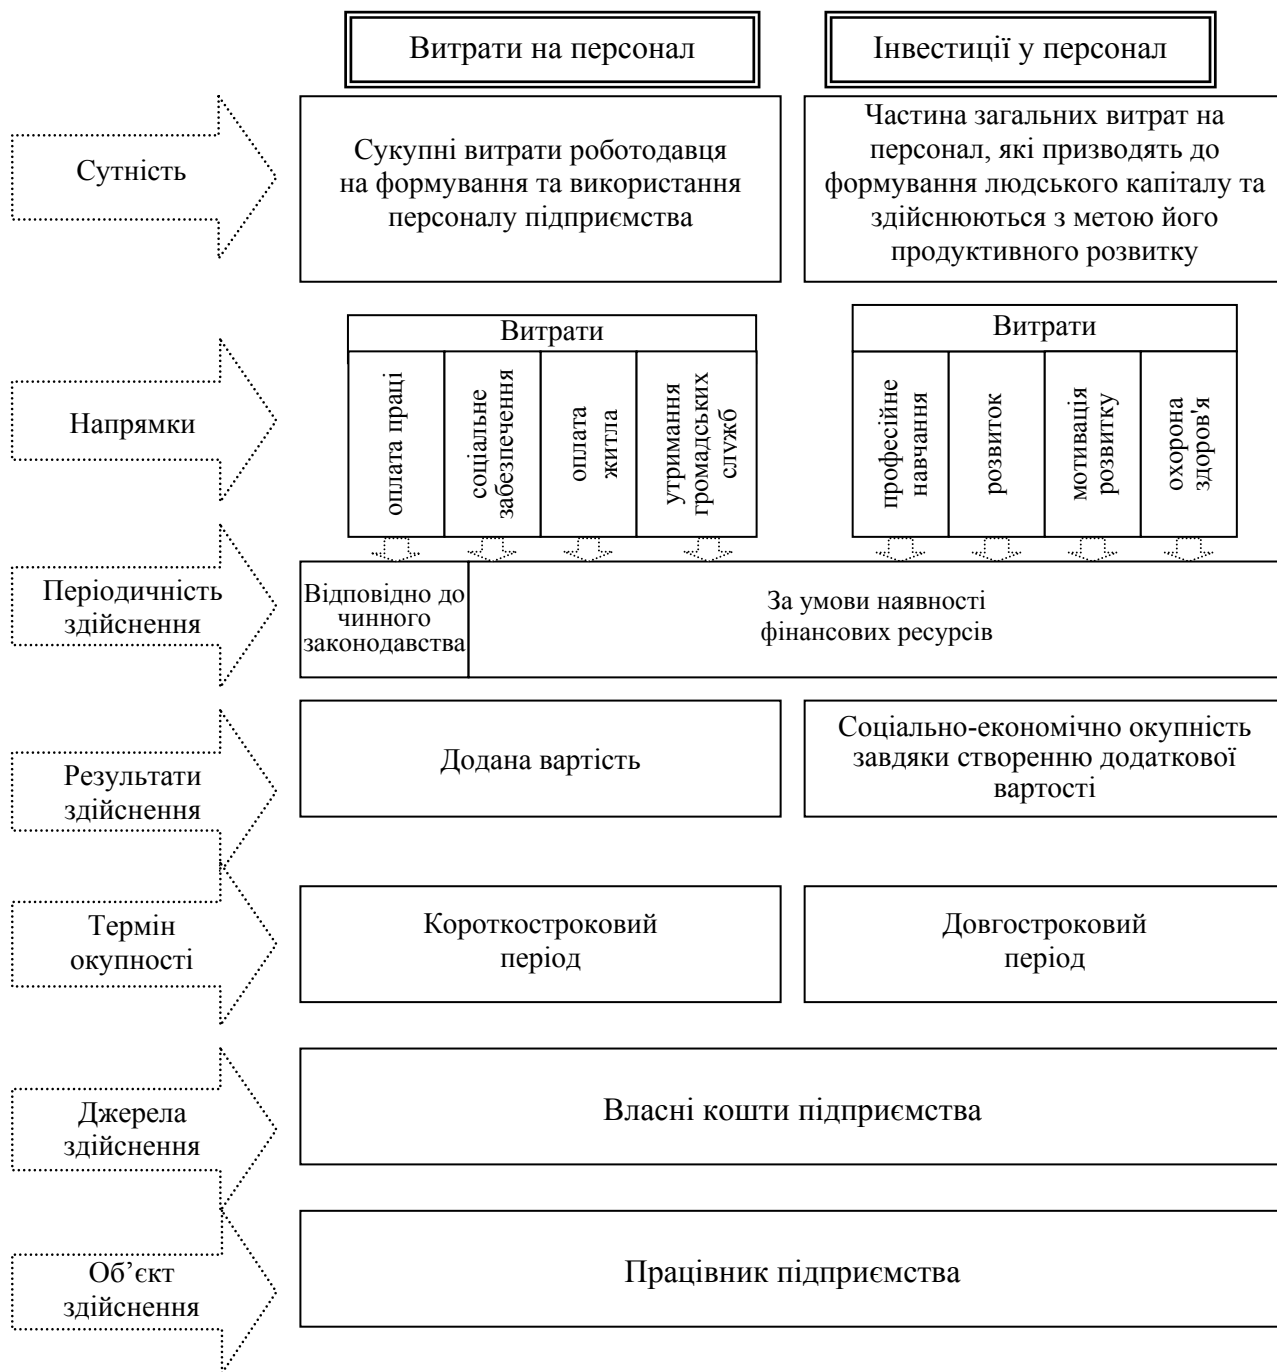 Витрати на персонал
Інвестиції у персонал
Сутність
Сукупні витрати роботодавця
на формування та використання
персоналу підприємства
Частина загальних витрат на
персонал, які призводять до
формування людського капіталу та
здійснюються з метою його
продуктивного розвитку
Напрямки
Витрати
оплата праці
соціальне
забезпечення
оплата
житла
утримання
громадських
служб
Витрати
професійне
навчання
розвиток
мотивація
розвитку
охорона
здоров'я
Періодичність
здійснення
Відповідно до
чинного
законодавства
За умови наявності
фінансових ресурсів
Результати
здійснення
Додана вартість
Соціально-економічно окупність
завдяки створенню додаткової
вартості
Термін
окупності
Короткостроковий
період
Довгостроковий
період
Джерела
здійснення
Власні кошти підприємства
Об’єкт
здійснення
Працівник підприємства